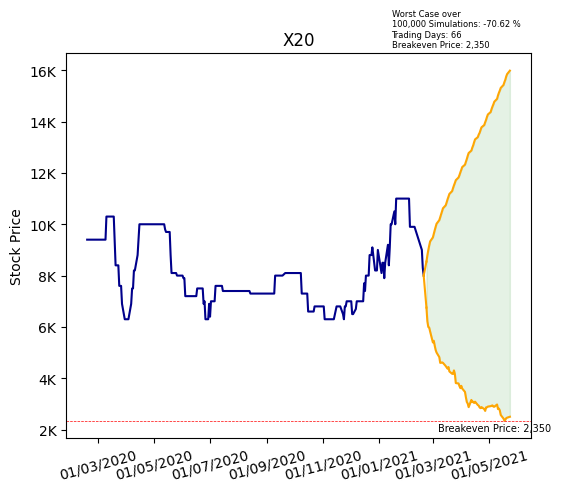 Worst Case over
100,000 Simulations: -70.62 %
Trading Days: 66
Breakeven Price: 2,350
X20
16K
14K
12K
10K
8K
6K
4K
2K
Stock Price
Breakeven Price: 2,350
01/03/2020
01/05/2020
01/07/2020
01/09/2020
01/11/2020
01/01/2021
01/03/2021
01/05/2021